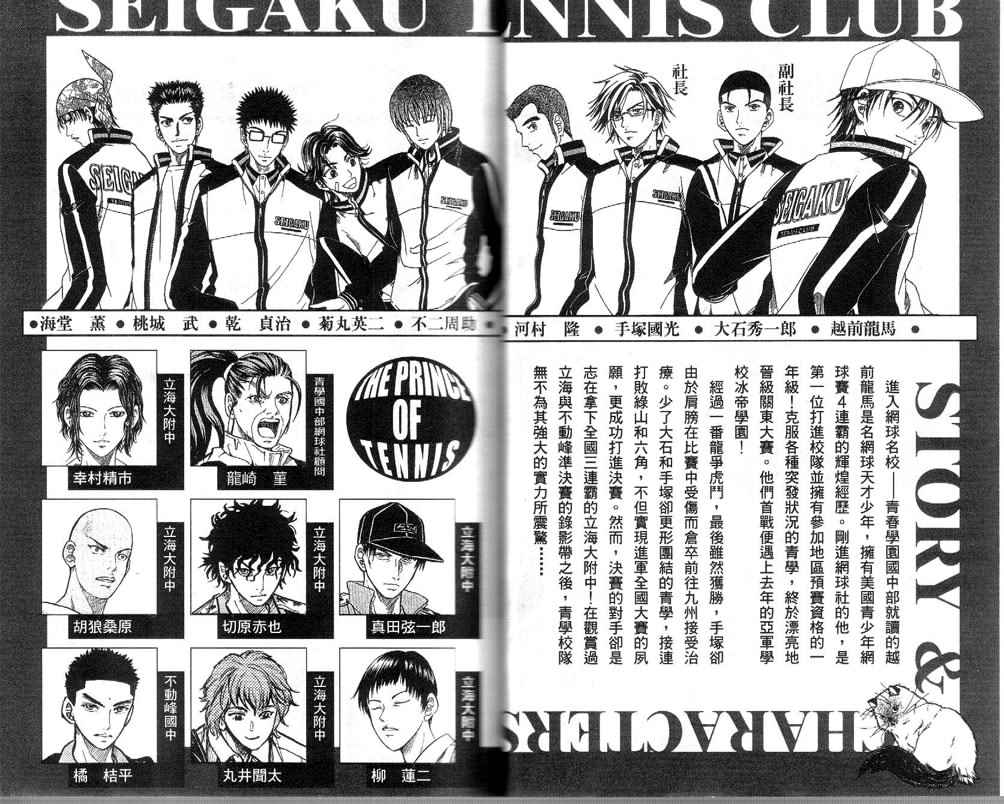 SEIGAKU TENNIS CLUB
副社長
社長
SEIGAKU
TENNIS CLUB
SEIGAKU
SEIGAKU
SEIGAKU
SEIGAKU
SEIG
●越前龍馬
●大石秀一郎
●手塚國光
●河村 隆
●不二周助
●菊丸英二
●乾 貞治
●桃城 武
●海堂 薫
STORY &
CHARACTERS
進入網球名校——青春學園國中部就讀的越
前龍馬是名網球天才少年，擁有美國青少年網
球賽4連霸的輝煌經歷。剛進網球社的他，是
第一位打進校隊並擁有參加地區預賽資格的一
年級！克服各種突發狀況的青學，終於漂亮地
晉級關東大賽。他們首戰便遇上去年的亞軍學
校冰帝學園！
經過一番龍爭虎鬥，最後雖然獲勝，手塚卻
由於肩膀在比賽中受傷而倉卒前往九州接受治
療。少了大石和手塚卻更形團結的青學，接連
打敗綠山和六角，不但實現進軍全國大賽的夙
願，更成功打進決賽。然而，決賽的對手卻是
志在拿下全國三連霸的立海大附中！在觀賞過
立海與不動峰準決賽的錄影帶之後，青學校隊
無不為其強大的實力所震驚……
THE PRINCE
OF
TENNIS
青學國中部網球社顧問
龍崎 菫
立海大附中
幸村精市
立海大附中
真田弦一郎
立海大附中
切原赤也
立海大附中
胡狼桑原
立海大附中
柳 蓮二
立海大附中
丸井聞太
不動峰國中
橘 桔平